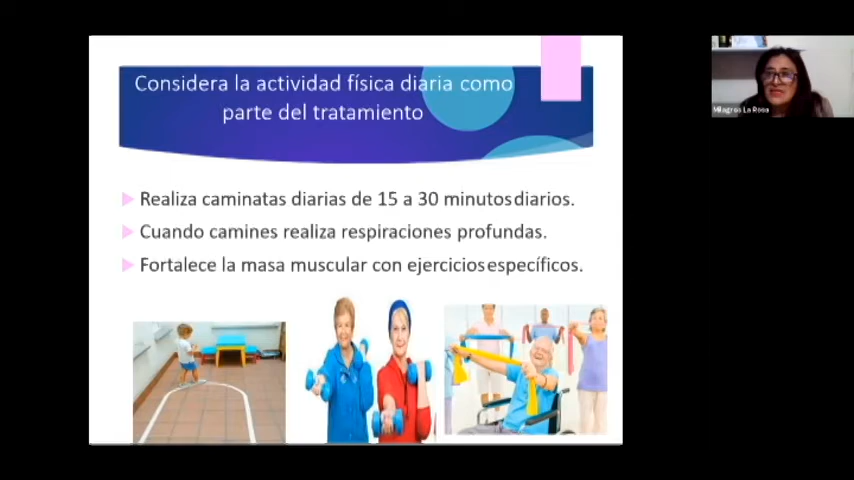 Considera la actividad física diaria como
parte del tratamiento
Realiza caminatas diarias de 15 a 30 minutos diarios.
Cuando camines realiza respiraciones profundas.
Fortalece la masa muscular con ejercicios específicos.
Milagros La Rosa